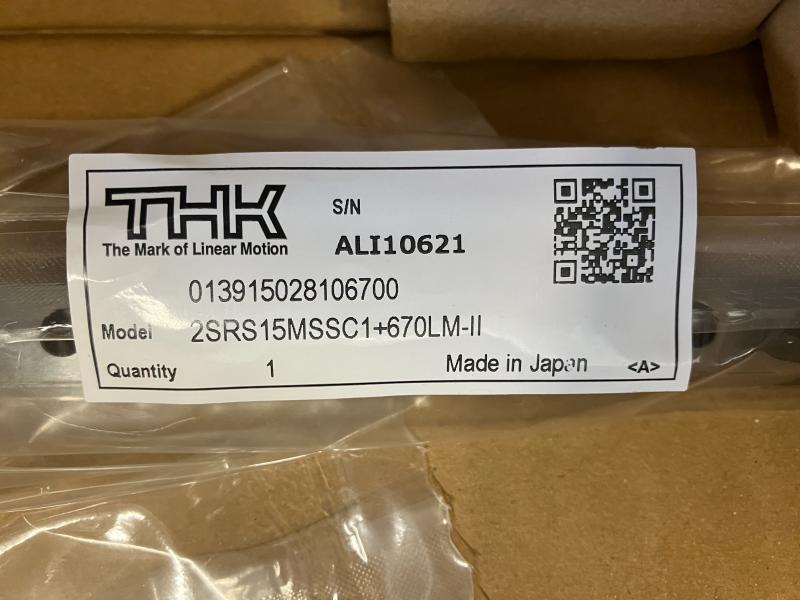 THK
The Mark of Linear Motion
S/N
ALI10621
013915028106700
Model 2SRS15MSSC1+670LM-II
Quantity 1 Made in Japan <A>